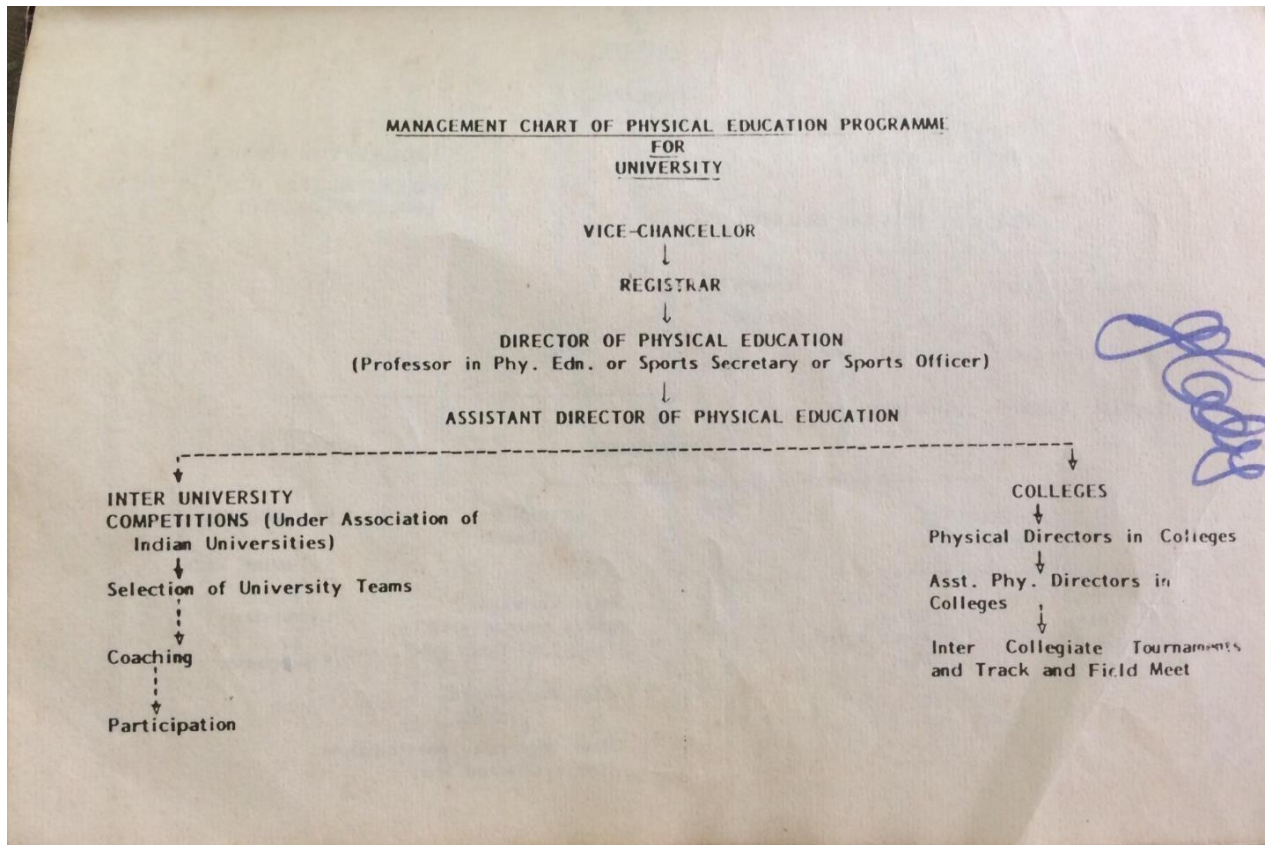 MANAGEMENT CHART OF PHYSICAL EDUCATION PROGRAMME
FOR
UNIVERSITY
VICE-CHANCELLOR
REGISTRAR
DIRECTOR OF PHYSICAL EDUCATION
(Professor in Phy. Edn. or Sports Secretary or Sports Officer)
ASSISTANT DIRECTOR OF PHYSICAL EDUCATION
INTER UNIVERSITY
COMPETITIONS (Under Association of
Indian Universities)
Selection of University Teams
Coaching
Participation
COLLEGES
Physical Directors in Colleges
Asst. Phy. Directors in
Colleges
Inter Collegiate Tournaments
and Track and Field Meet